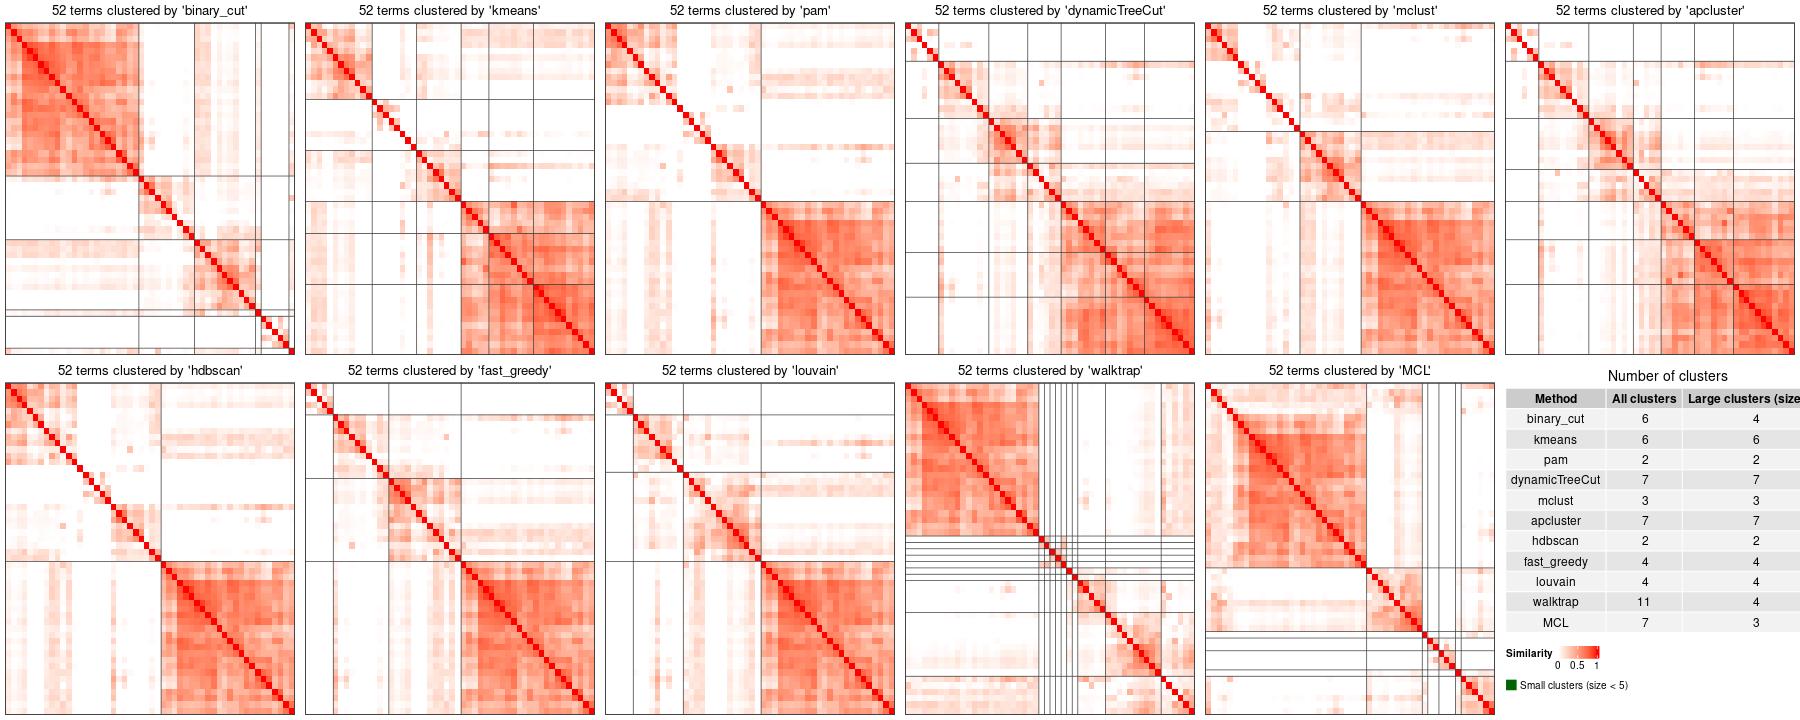 52 terms clustered by 'binary_cut'
52 terms clustered by 'kmeans'
52 terms clustered by 'pam'
52 terms clustered by 'dynamicTreeCut'
52 terms clustered by 'mclust'
52 terms clustered by 'apcluster'
52 terms clustered by 'hdbscan'
52 terms clustered by 'fast_greedy'
52 terms clustered by 'louvain'
52 terms clustered by 'walktrap'
52 terms clustered by 'MCL'
Number of clusters
Method All clusters Large clusters (size
binary_cut 6 4
kmeans 6 6
pam 2 2
dynamicTreeCut 7 7
mclust 3 3
apcluster 7 7
hdbscan 2 2
fast_greedy 4 4
louvain 4 4
walktrap 11 4
MCL 7 3
Similarity
0 0.5 1
Small clusters (size < 5)